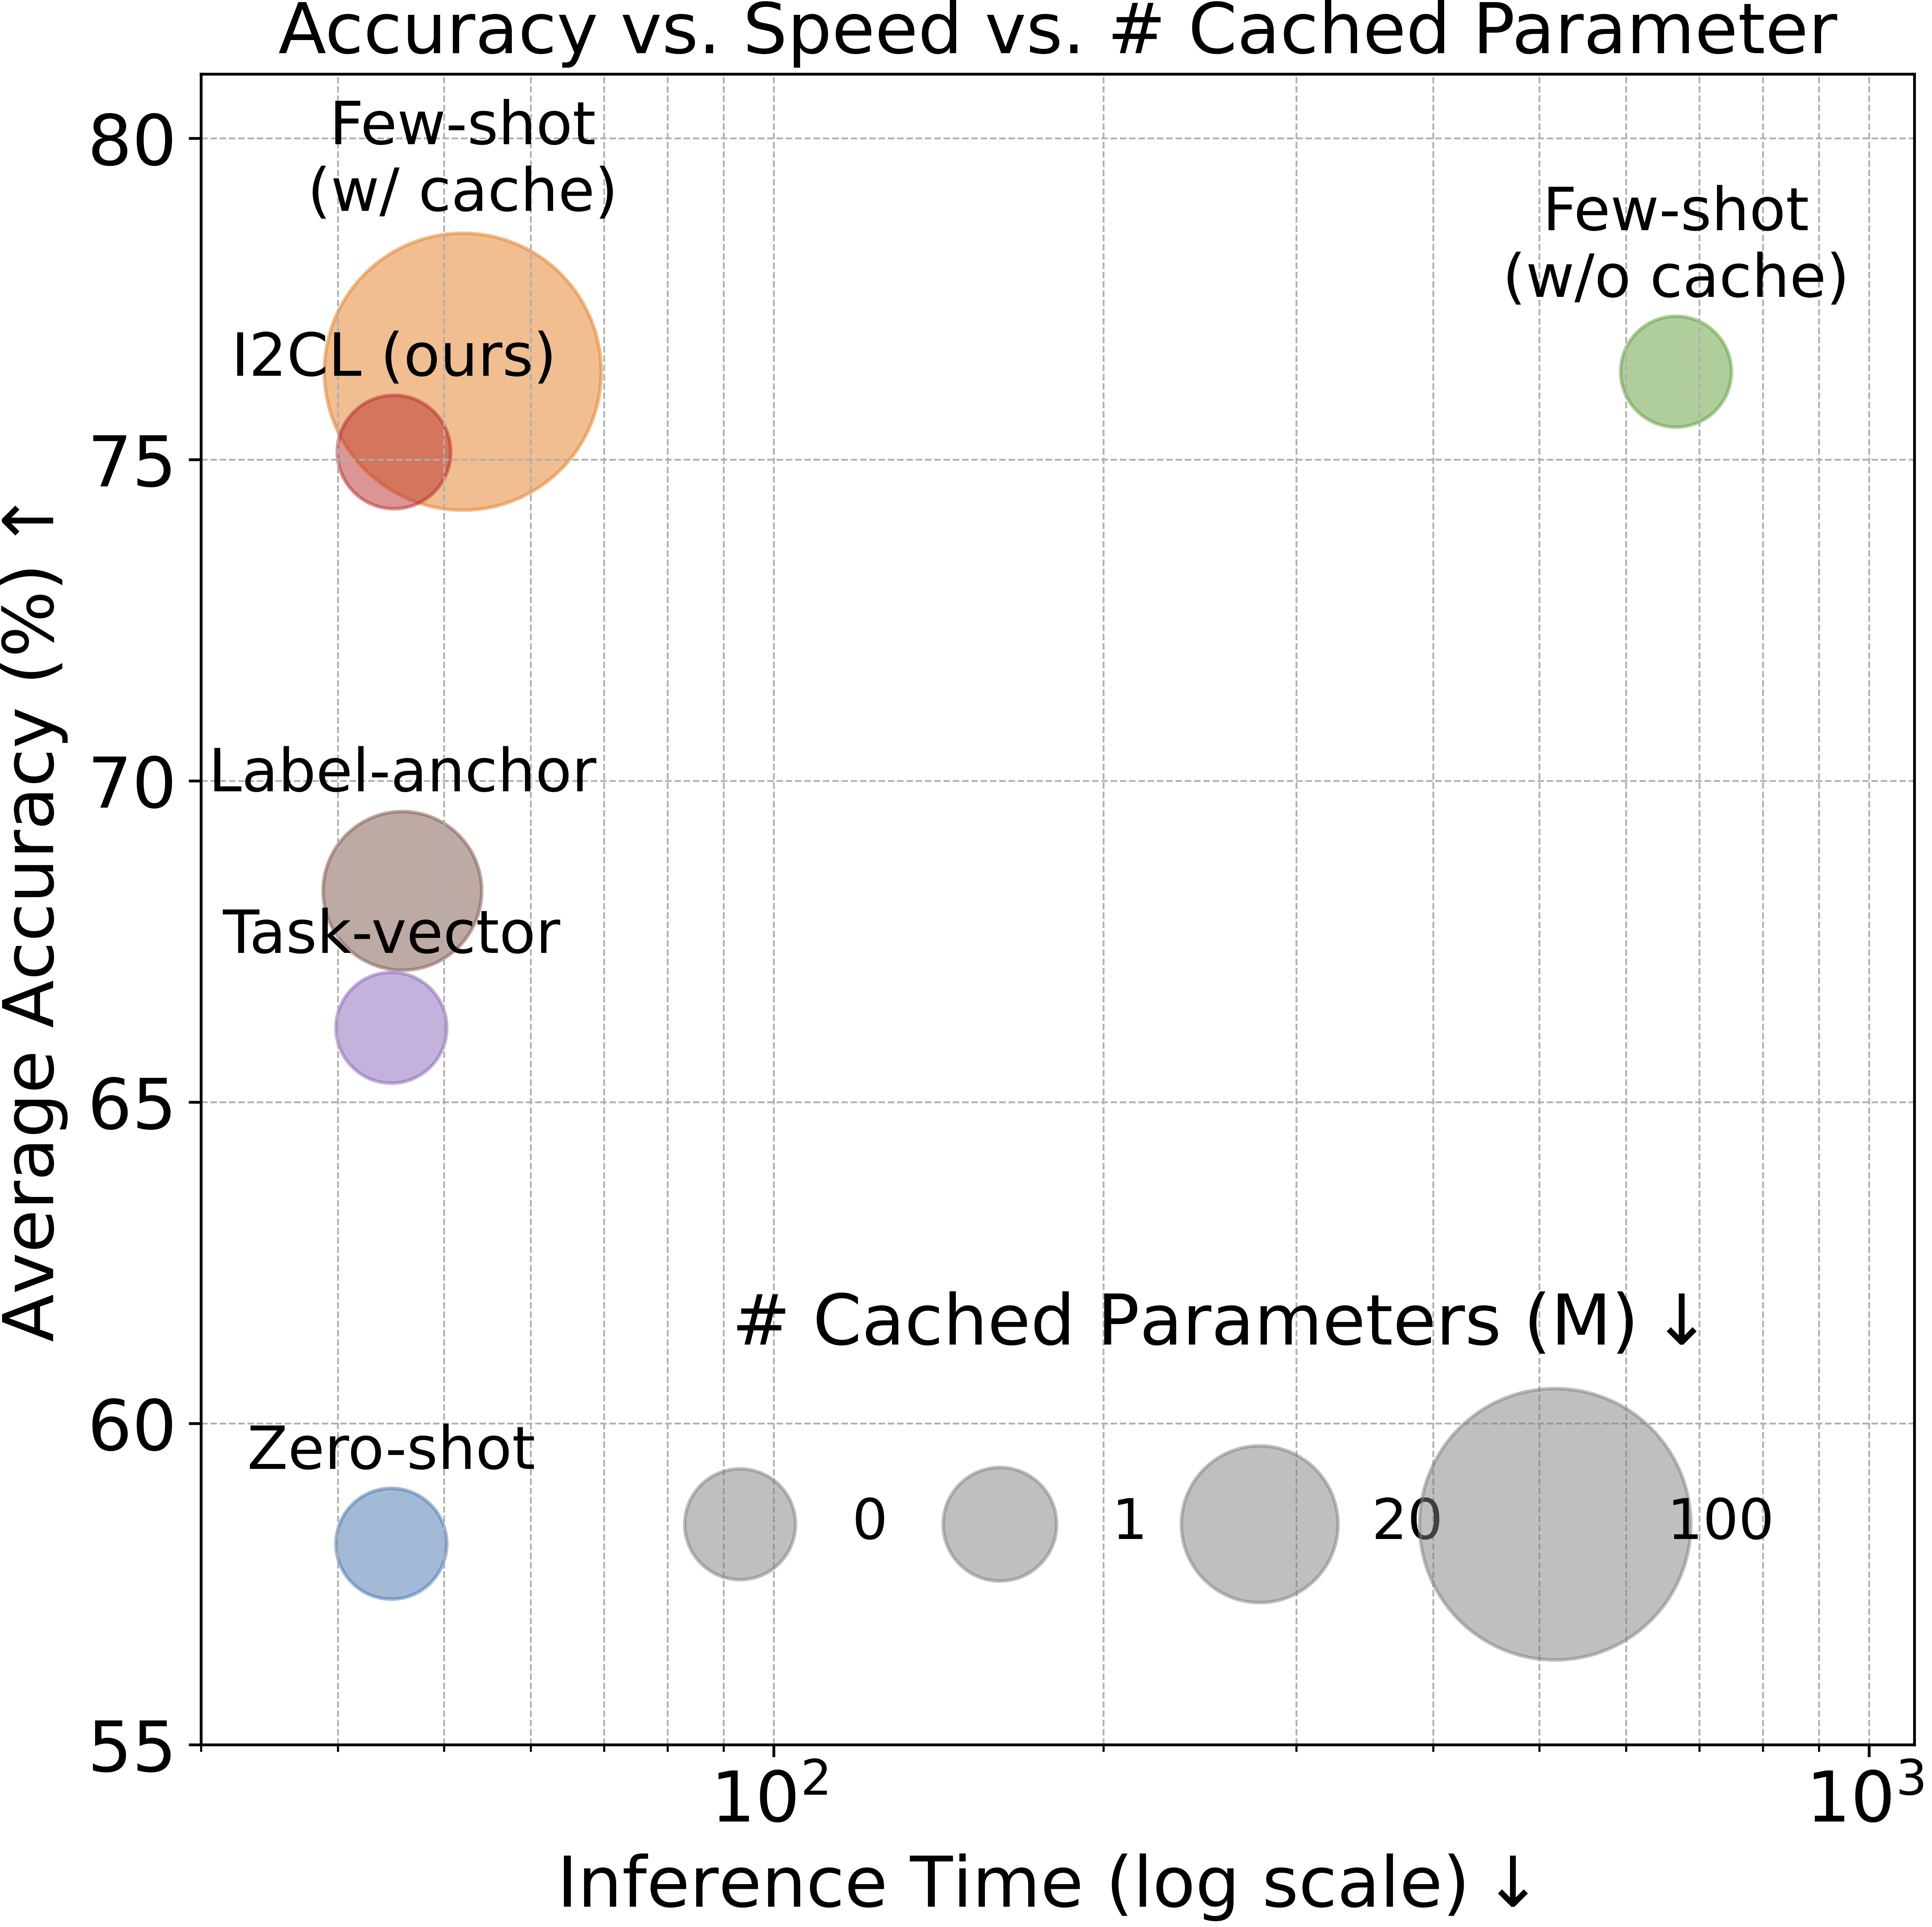 Accuracy vs. Speed vs. # Cached Parameter
Average Accuracy (%) ↑
80
75
70
65
60
55
Few-shot
(w/ cache)
Few-shot
(w/o cache)
I2CL (ours)
Label-anchor
Task-vector
Zero-shot
# Cached Parameters (M) ↓
0 1 20 100
10² 10³
Inference Time (log scale) ↓